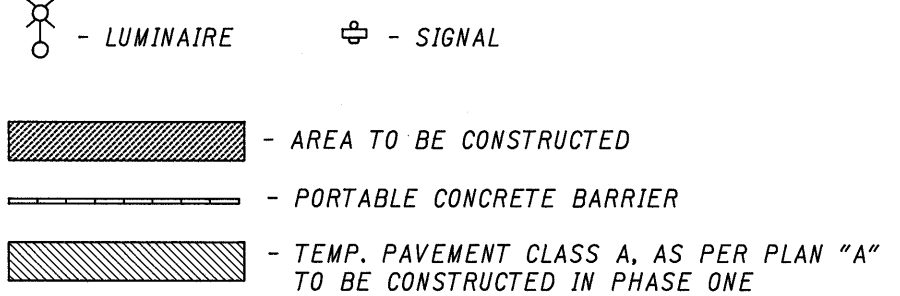 - LUMINAIRE - SIGNAL
- AREA TO BE CONSTRUCTED
- PORTABLE CONCRETE BARRIER
- TEMP. PAVEMENT CLASS A, AS PER PLAN "A"
TO BE CONSTRUCTED IN PHASE ONE